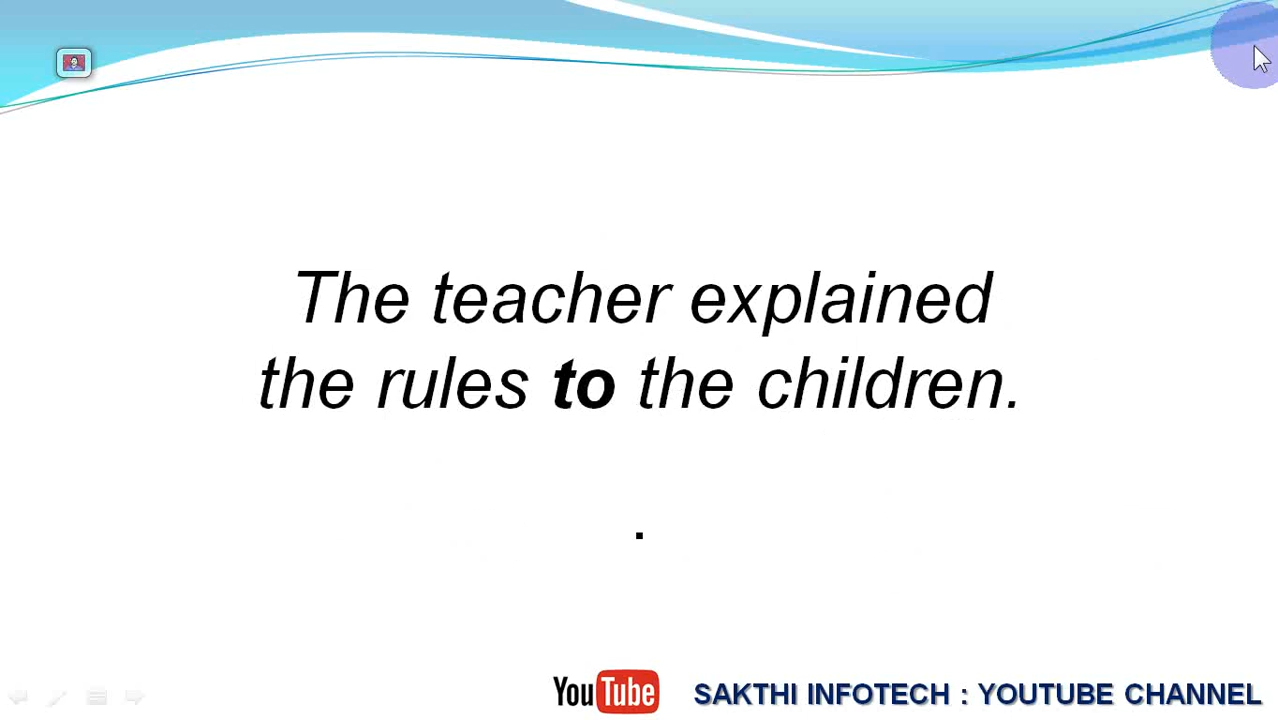 The teacher explained
the rules to the children.
.
YouTube SAKTHI INFOTECH : YOUTUBE CHANNEL